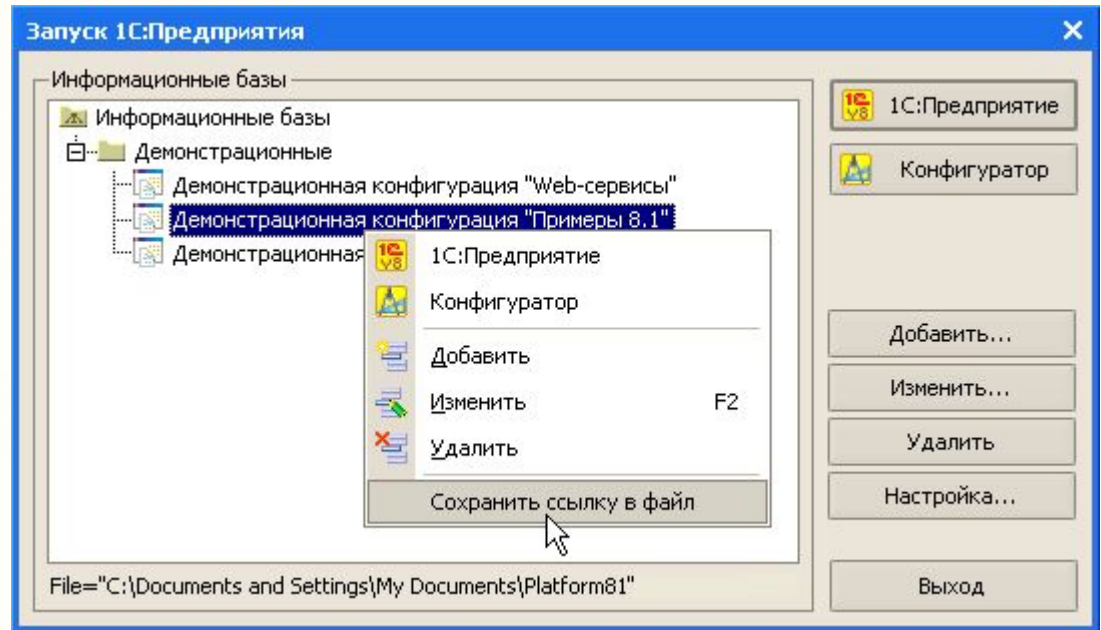 Запуск 1С:Предприятия
Информационные базы
Информационные базы
Демонстрационные
Демонстрационная конфигурация "Web-сервисы"
Демонстрационная конфигурация "Примеры 8.1"
Демонстрационная
1С:Предприятие
Конфигуратор
Добавить
Изменить F2
Удалить
Сохранить ссылку в файл
File="C:\Documents and Settings\My Documents\Platform81"
1С:Предприятие
Конфигуратор
Добавить...
Изменить...
Удалить
Настройка...
Выход